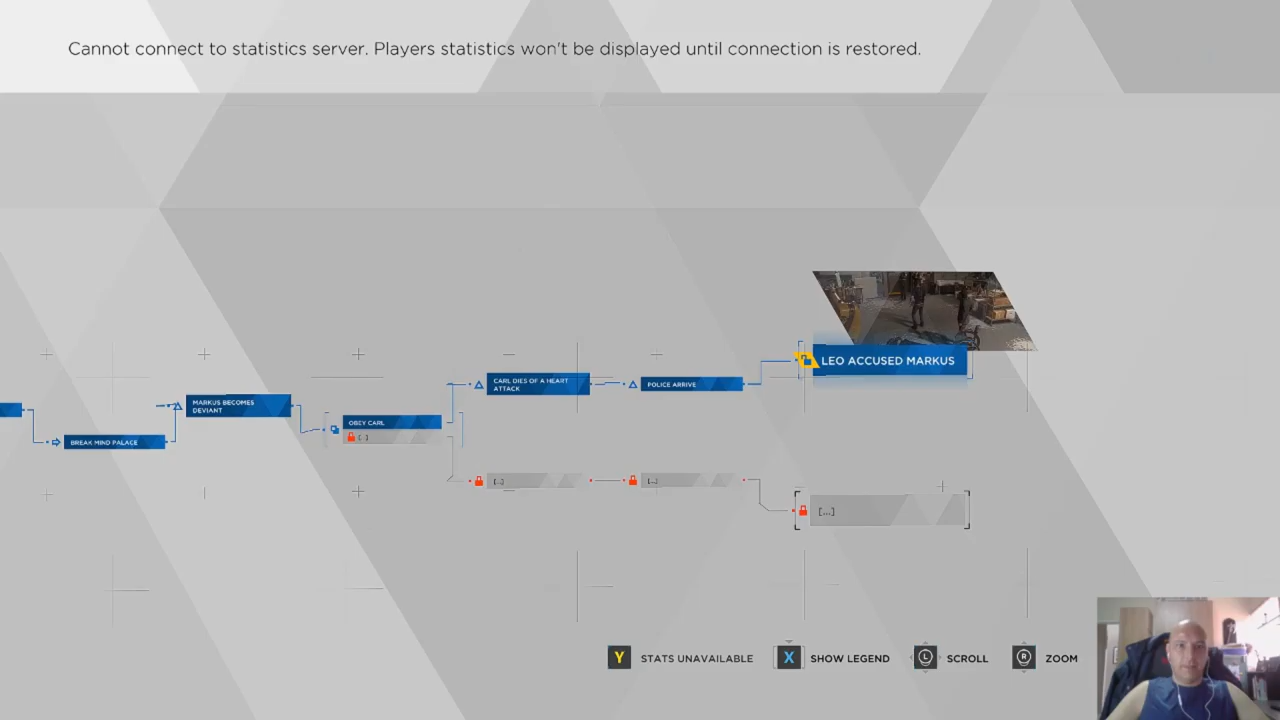 Cannot connect to statistics server. Players statistics won't be displayed until connection is restored.
LEO ACCUSED MARKUS
CARL DIES OF A HEART
ATTACK
POLICE ARRIVE
MARKUS BECOMES
DEVIANT
OBEY CARL
[ ]
BREAK MIND PALACE
[...]
[...]
[...]
Y STATS UNAVAILABLE
X SHOW LEGEND
L SCROLL
R ZOOM